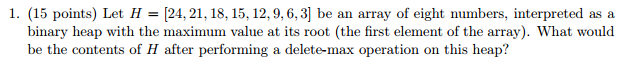 1. (15 points) Let H = [24, 21, 18, 15, 12, 9, 6, 3] be an array of eight numbers, interpreted as a
binary heap with the maximum value at its root (the first element of the array). What would
be the contents of H after performing a delete-max operation on this heap?